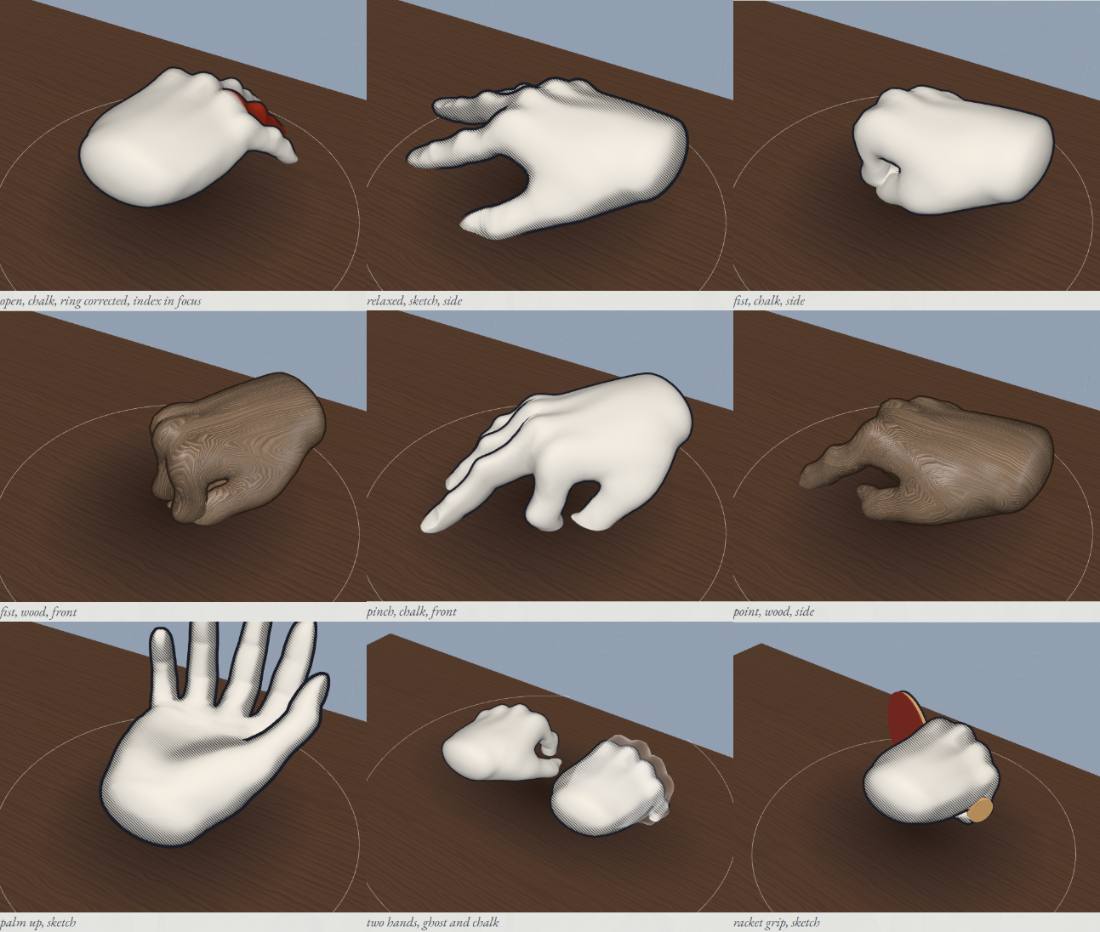 open, chalk, ring corrected, index in focus
relaxed, sketch, side
fist, chalk, side
fist, wood, front
pinch, chalk, front
point, wood, side
palm up, sketch
two hands, ghost and chalk
racket grip, sketch